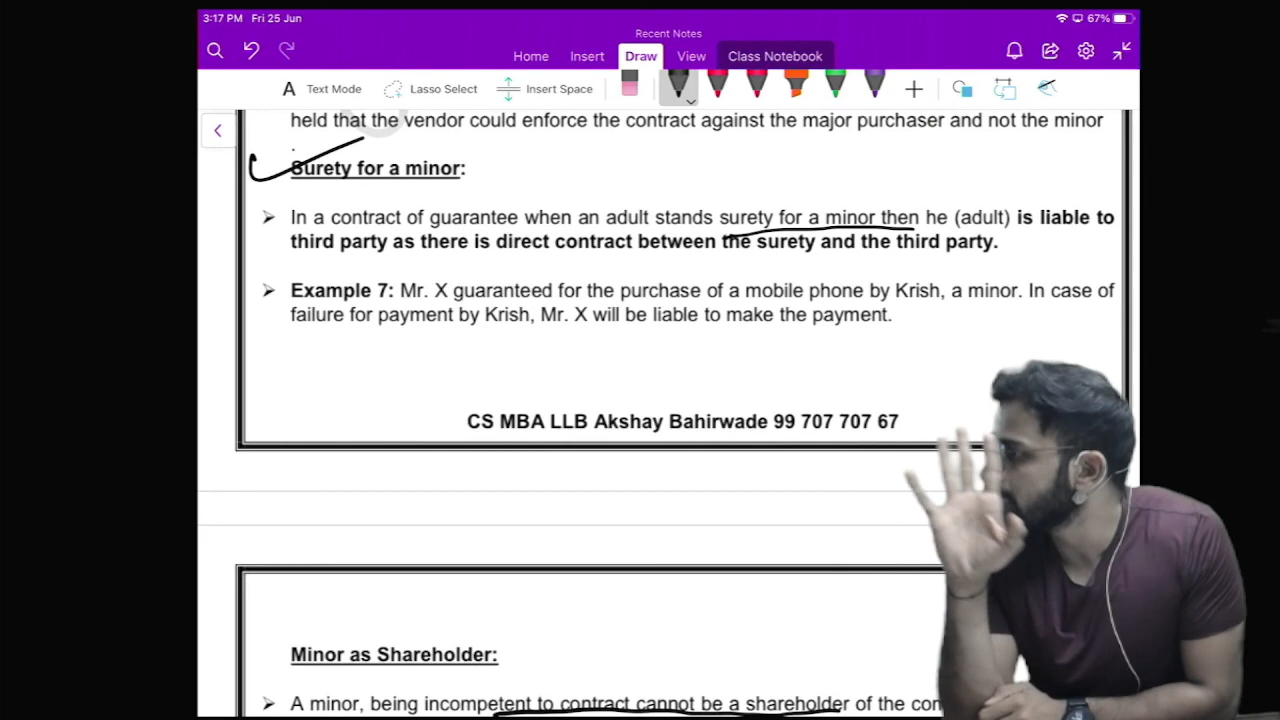 3:17 PM Fri 25 Jun
67%
Recent Notes
Home Insert Draw View Class Notebook
A Text Mode Lasso Select Insert Space
held that the vendor could enforce the contract against the major purchaser and not the minor
.
Surety for a minor:
➢ In a contract of guarantee when an adult stands surety for a minor then he (adult) is liable to
third party as there is direct contract between the surety and the third party.
➢ Example 7: Mr. X guaranteed for the purchase of a mobile phone by Krish, a minor. In case of
failure for payment by Krish, Mr. X will be liable to make the payment.
CS MBA LLB Akshay Bahirwade 99 707 707 67
Minor as Shareholder:
➢ A minor, being incompetent to contract cannot be a shareholder of the con